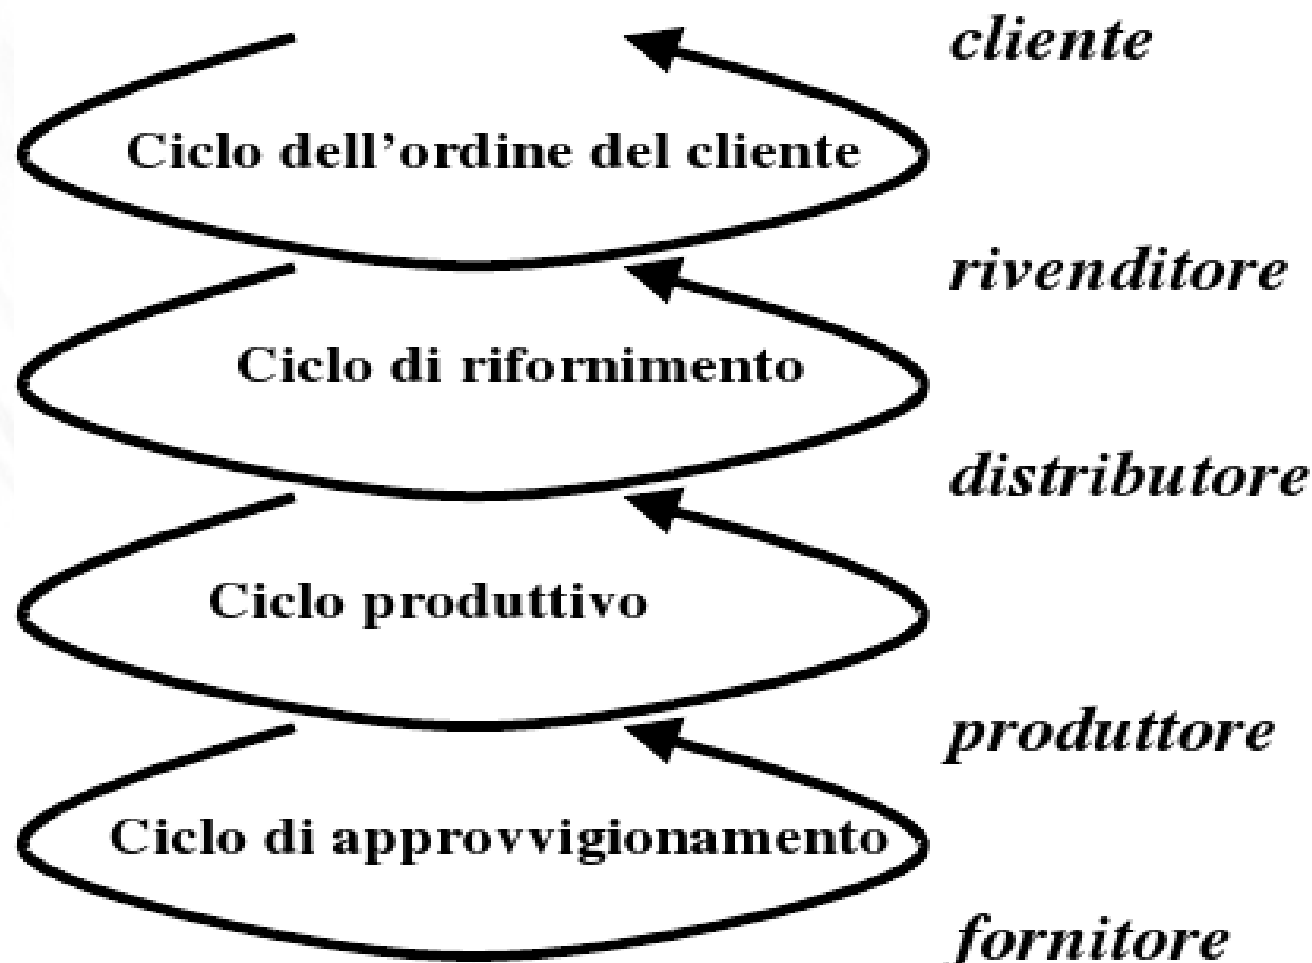 cliente
Ciclo dell'ordine del cliente
rivenditore
Ciclo di rifornimento
distributore
Ciclo produttivo
produttore
Ciclo di approvvigionamento
fornitore